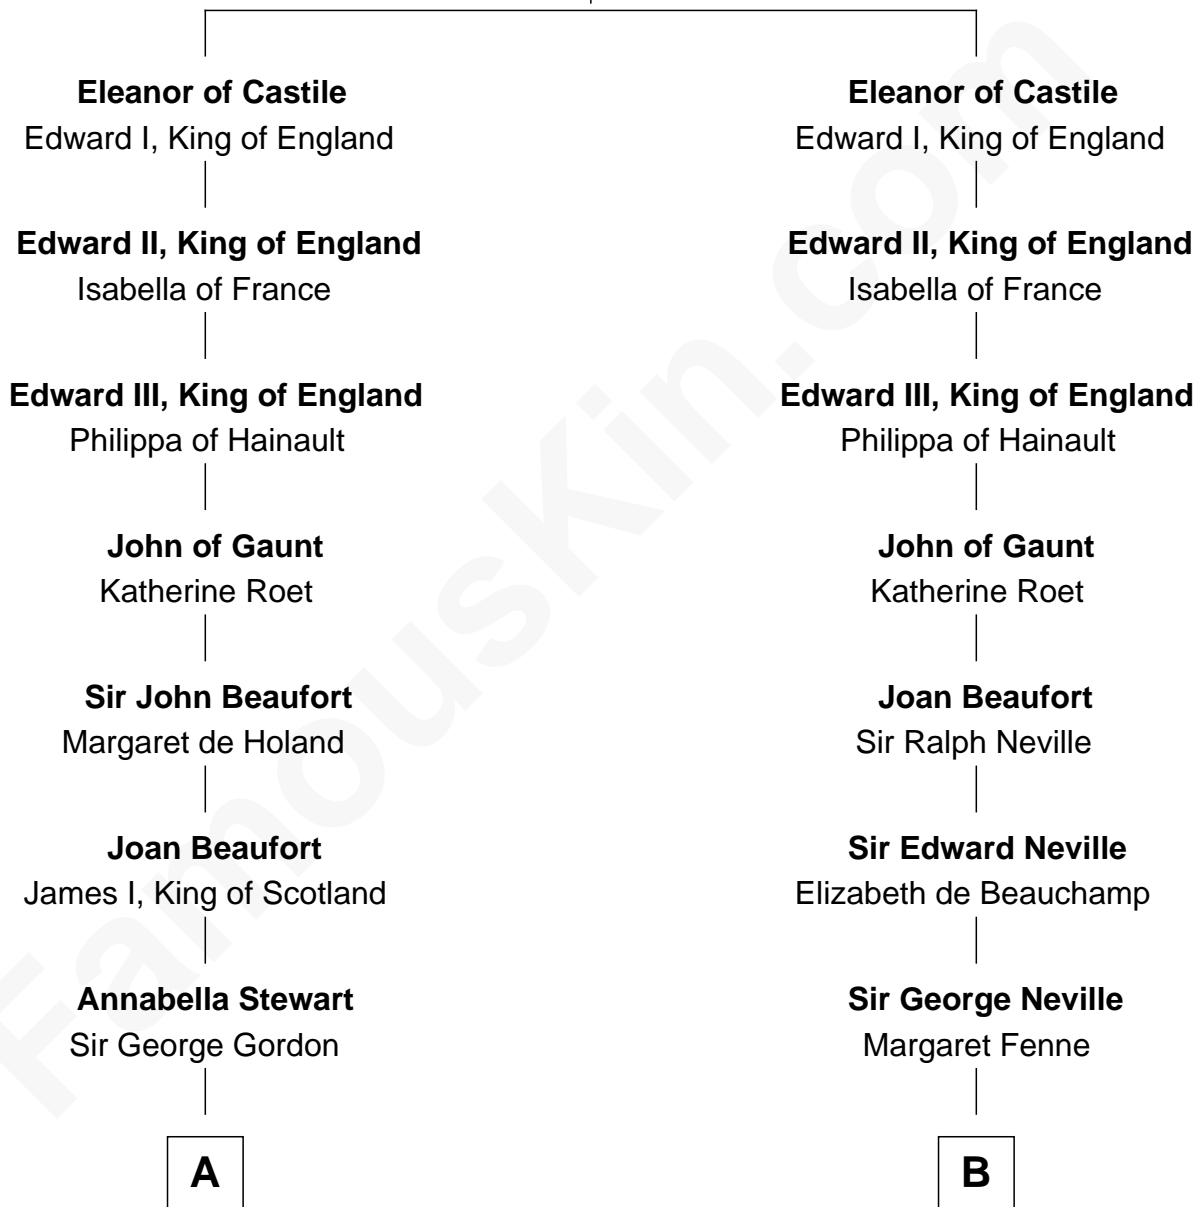 Eleanor of Castile
Edward I, King of England
Edward II, King of England
Isabella of France
Edward III, King of England
Philippa of Hainault
John of Gaunt
Katherine Roet
Sir John Beaufort
Margaret de Holand
Joan Beaufort
James I, King of Scotland
Annabella Stewart
Sir George Gordon
A
Eleanor of Castile
Edward I, King of England
Edward II, King of England
Isabella of France
Edward III, King of England
Philippa of Hainault
John of Gaunt
Katherine Roet
Joan Beaufort
Sir Ralph Neville
Sir Edward Neville
Elizabeth de Beauchamp
Sir George Neville
Margaret Fenne
B
FamousKin.com